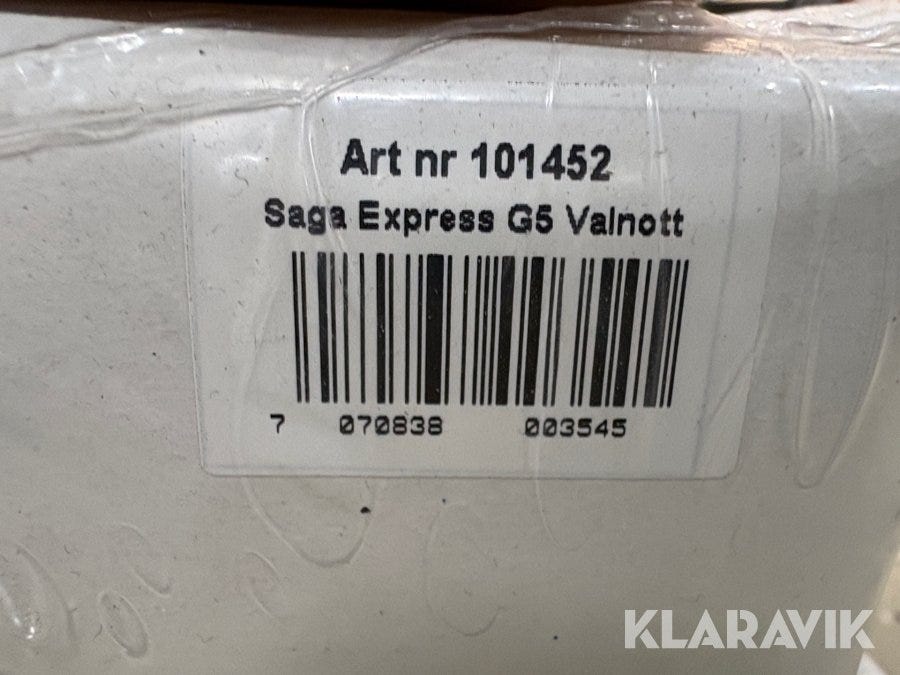 Art nr 101452
Saga Express G5 Valnott
7 070838 003545
KLARAVIK